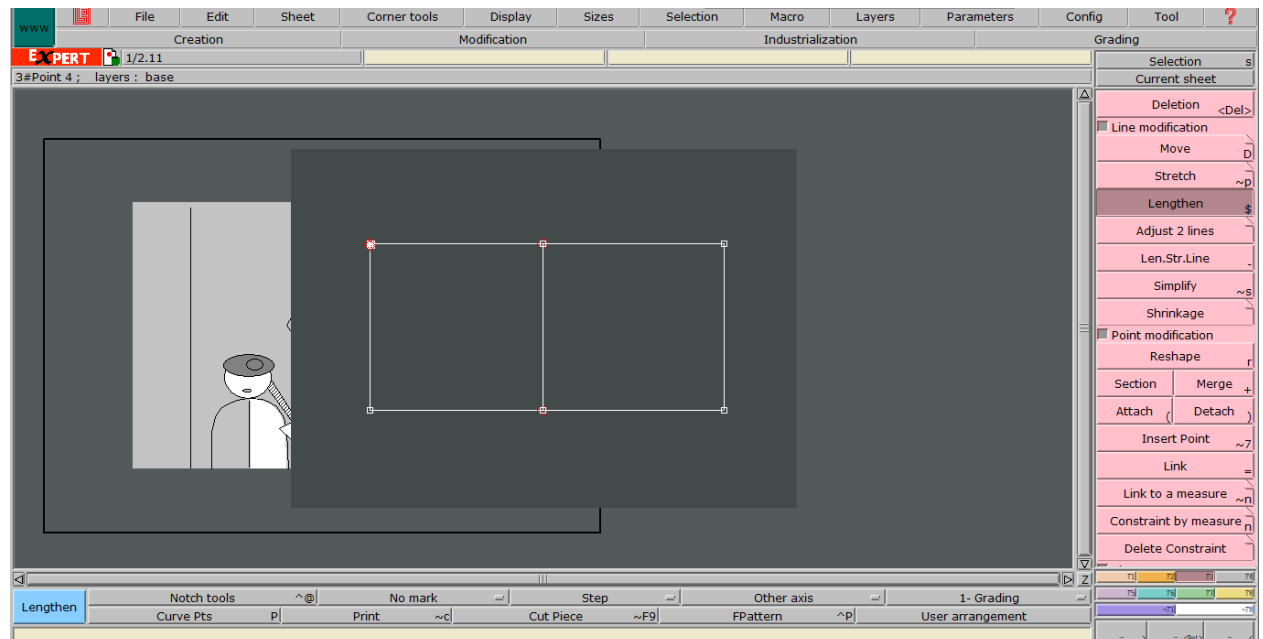 www File Edit Sheet Corner tools Display Sizes Selection Macro Layers Parameters Config Tool ?
Creation Modification Industrialization Grading
EXPERT 1/2.11
3#Point 4 ; layers : base
Selection s
Current sheet
Deletion <Del>
Line modification
Move D
Stretch ~p
Lengthen $
Adjust 2 lines
Len.Str.Line -
Simplify ~s
Shrinkage
Point modification
Reshape r
Section Merge +
Attach ( Detach )
Insert Point ~7
Link =
Link to a measure ~n
Constraint by measure n
Delete Constraint
Z
Lengthen
Notch tools ^@ No mark Step Other axis 1- Grading
Curve Pts P Print ~c Cut Piece ~F9 FPattern ^P User arrangement